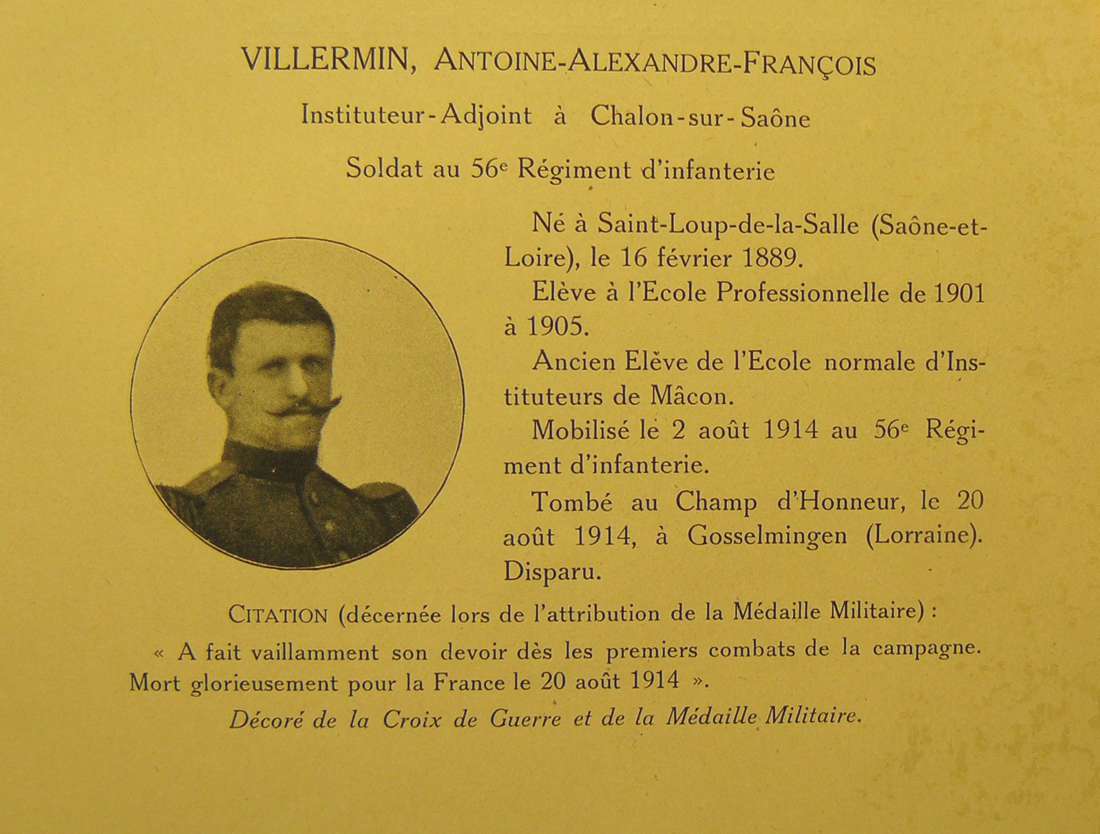 VILLERMIN, ANTOINE-ALEXANDRE-FRANÇOIS
Instituteur-Adjoint à Chalon-sur-Saône
Soldat au 56e Régiment d'infanterie
Né à Saint-Loup-de-la-Salle (Saône-et-
Loire), le 16 février 1889.
Elève à l'Ecole Professionnelle de 1901
à 1905.
Ancien Elève de l'Ecole normale d'Ins-
tituteurs de Mâcon.
Mobilisé le 2 août 1914 au 56e Régi-
ment d'infanterie.
Tombé au Champ d'Honneur, le 20
août 1914, à Gosselmingen (Lorraine).
Disparu.
CITATION (décernée lors de l'attribution de la Médaille Militaire) :
« A fait vaillamment son devoir dès les premiers combats de la campagne.
Mort glorieusement pour la France le 20 août 1914 ».
Décoré de la Croix de Guerre et de la Médaille Militaire.